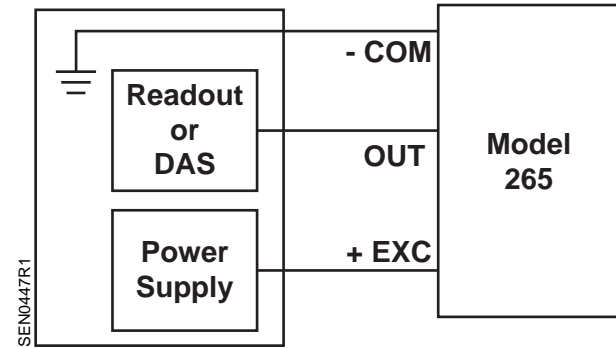 - COM
Readout
or
DAS
OUT
Model
265
Power
Supply
+ EXC
SEN0447R1